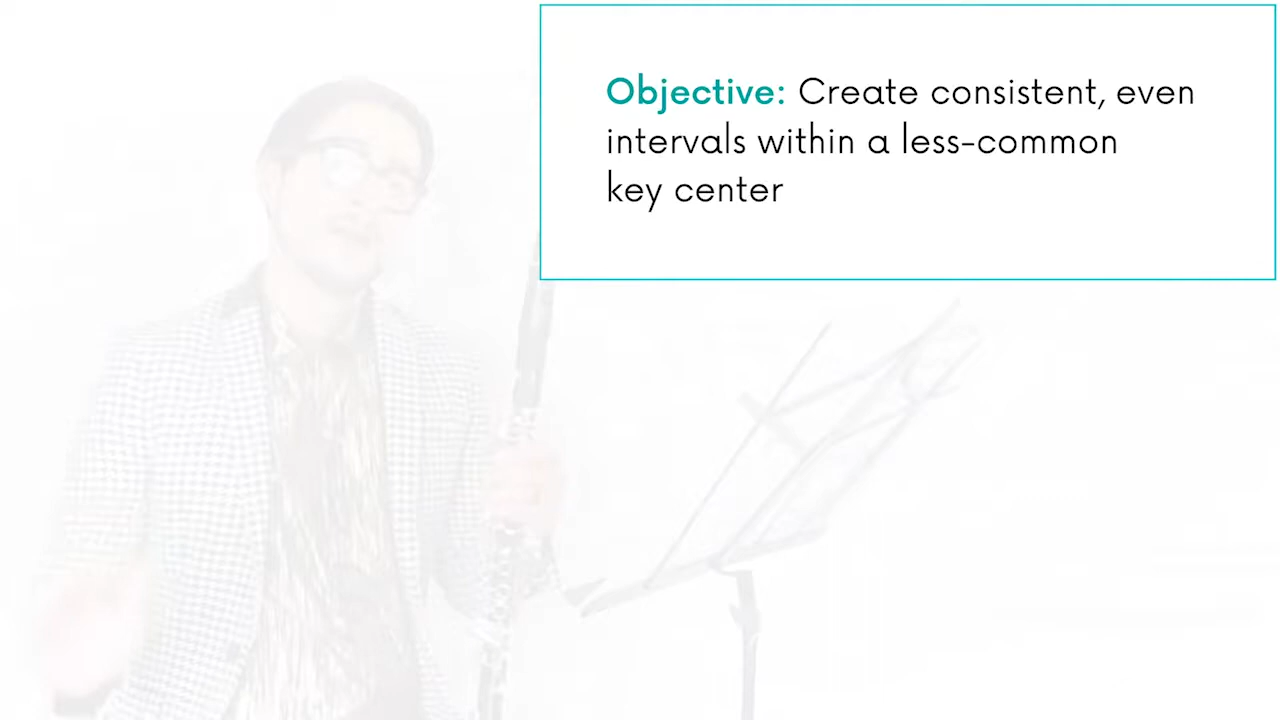 Objective: Create consistent, even
intervals within a less-common
key center